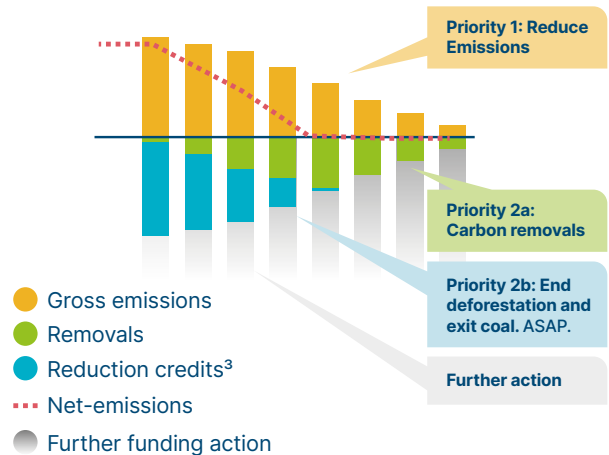 Priority 1: Reduce
Emissions
Priority 2a:
Carbon removals
Priority 2b: End
deforestation and
exit coal. ASAP.
Further action
Gross emissions
Removals
Reduction credits³
Net-emissions
Further funding action